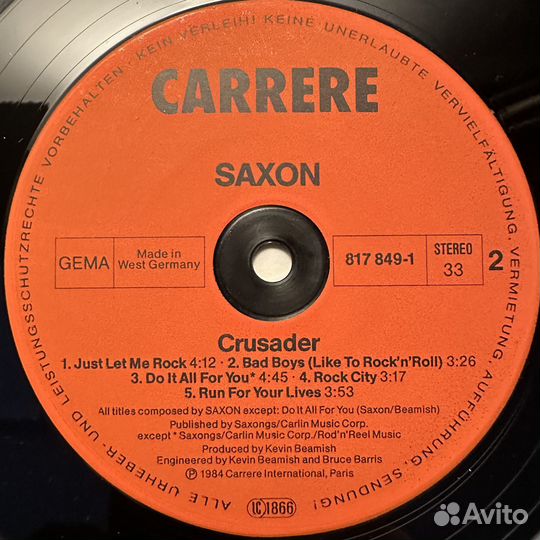 ALLE URHEBER- UND LEISTUNGSSCHUTZRECHTE VORBEHALTEN · KEIN VERLEIH! KEINE UNERLAUBTE VERVIELFÄLTIGUNG, VERMIETUNG, AUFFÜHRUNG, SENDUNG!
CARRERE
SAXON
GEMA
Made in
West Germany
817 849-1
STEREO
33
2
Crusader
1. Just Let Me Rock 4:12 · 2. Bad Boys (Like To Rock'n'Roll) 3:26
3. Do It All For You* 4:45 · 4. Rock City 3:17
5. Run For Your Lives 3:53
All titles composed by SAXON except: Do It All For You (Saxon/Beamish)
Published by Saxongs/Carlin Music Corp.
except * Saxongs/Carlin Music Corp./Rod'n'Reel Music
Produced by Kevin Beamish
Engineered by Kevin Beamish and Bruce Barris
Ⓟ 1984 Carrere International, Paris
LC 1866
Avito